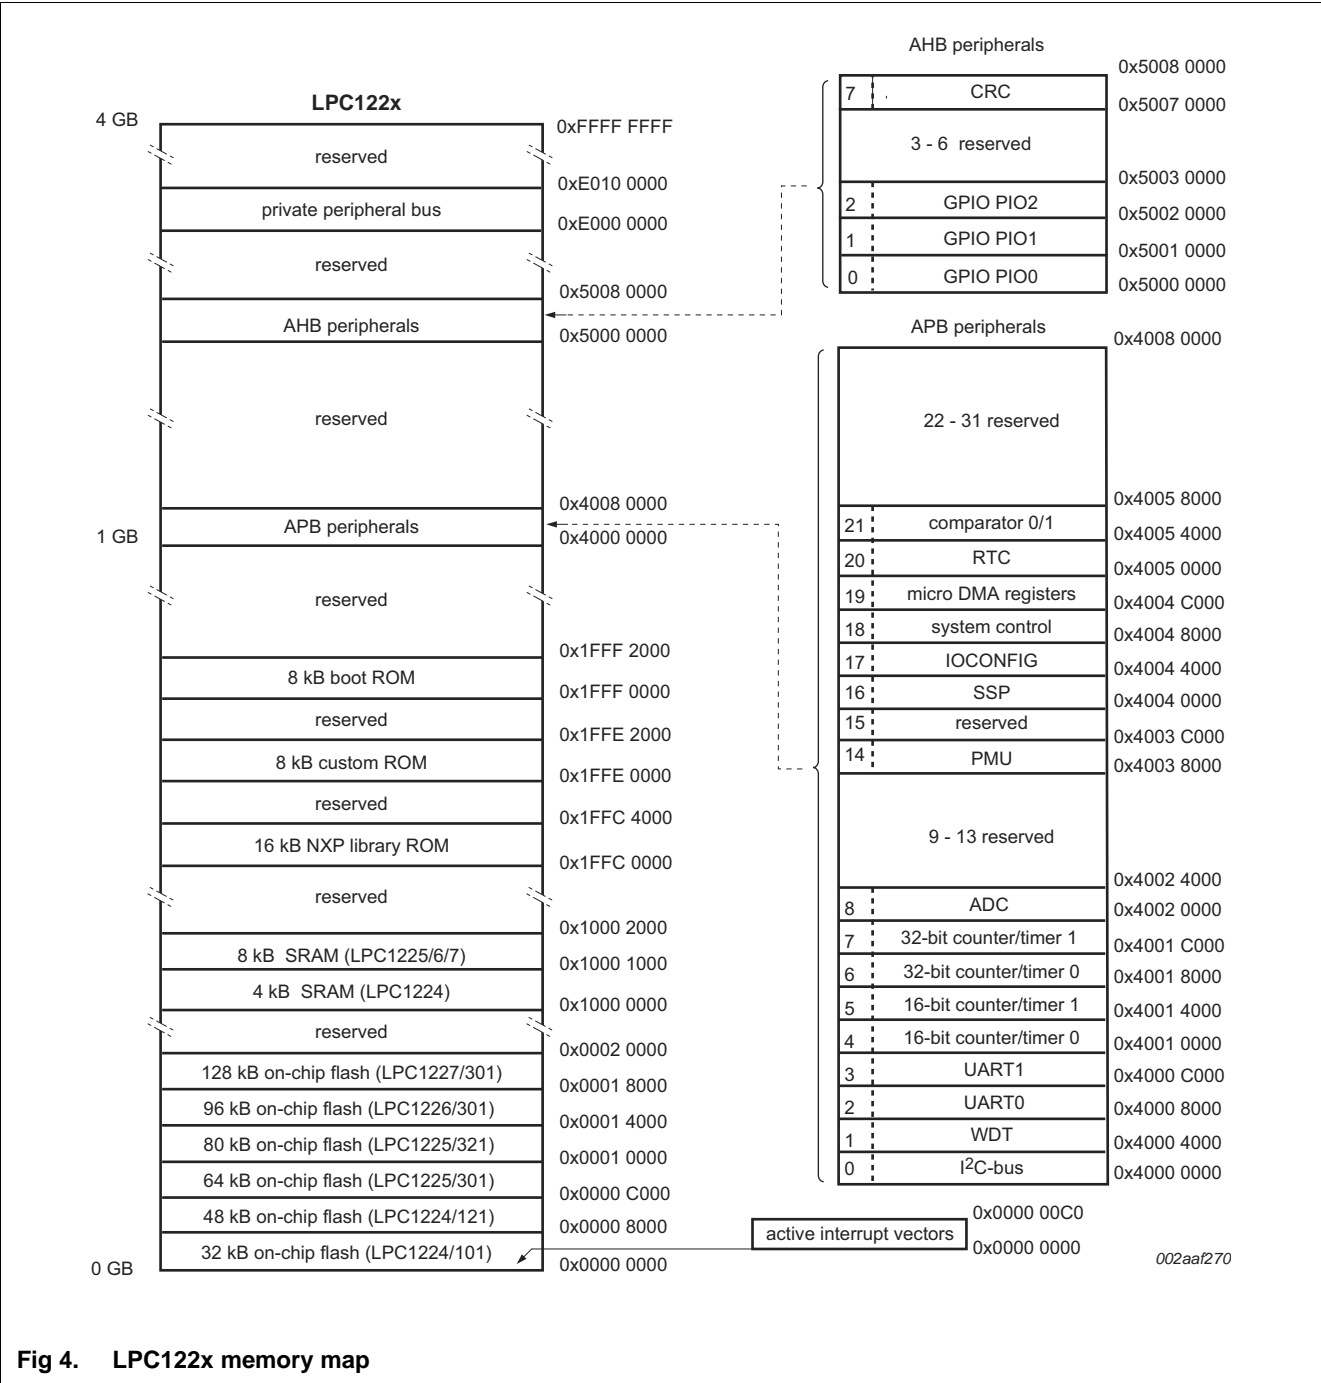 LPC122x
4 GB
0xFFFF FFFF
reserved
0xE010 0000
private peripheral bus
0xE000 0000
reserved
0x5008 0000
AHB peripherals
0x5000 0000
reserved
0x4008 0000
1 GB
APB peripherals
0x4000 0000
reserved
0x1FFF 2000
8 kB boot ROM
0x1FFF 0000
reserved
0x1FFE 2000
8 kB custom ROM
0x1FFE 0000
reserved
0x1FFC 4000
16 kB NXP library ROM
0x1FFC 0000
reserved
0x1000 2000
8 kB SRAM (LPC1225/6/7)
0x1000 1000
4 kB SRAM (LPC1224)
0x1000 0000
reserved
0x0002 0000
128 kB on-chip flash (LPC1227/301)
0x0001 8000
96 kB on-chip flash (LPC1226/301)
0x0001 4000
80 kB on-chip flash (LPC1225/321)
0x0001 0000
64 kB on-chip flash (LPC1225/301)
0x0000 C000
48 kB on-chip flash (LPC1224/121)
0x0000 8000
32 kB on-chip flash (LPC1224/101)
0 GB
0x0000 0000
AHB peripherals
0x5008 0000
7 CRC
0x5007 0000
3 - 6 reserved
0x5003 0000
2 GPIO PIO2
0x5002 0000
1 GPIO PIO1
0x5001 0000
0 GPIO PIO0
0x5000 0000
APB peripherals
0x4008 0000
22 - 31 reserved
0x4005 8000
21 comparator 0/1
0x4005 4000
20 RTC
0x4005 0000
19 micro DMA registers
0x4004 C000
18 system control
0x4004 8000
17 IOCONFIG
0x4004 4000
16 SSP
0x4004 0000
15 reserved
0x4003 C000
14 PMU
0x4003 8000
9 - 13 reserved
0x4002 4000
8 ADC
0x4002 0000
7 32-bit counter/timer 1
0x4001 C000
6 32-bit counter/timer 0
0x4001 8000
5 16-bit counter/timer 1
0x4001 4000
4 16-bit counter/timer 0
0x4001 0000
3 UART1
0x4000 C000
2 UART0
0x4000 8000
1 WDT
0x4000 4000
0 I2C-bus
0x4000 0000
0x0000 00C0
active interrupt vectors
0x0000 0000
002aaf270
Fig 4. LPC122x memory map